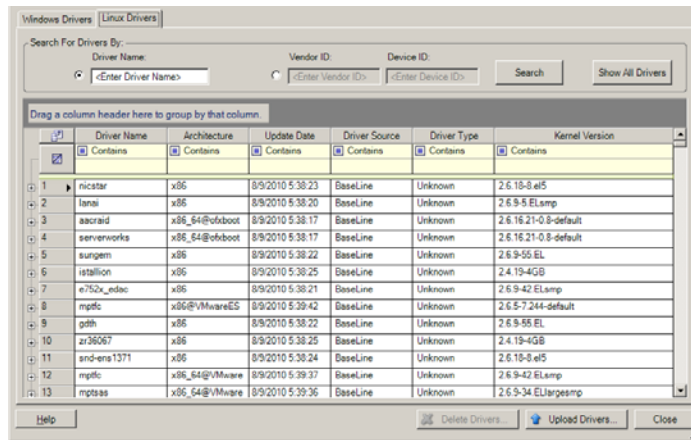 Windows Drivers Linux Drivers
Search For Drivers By:
Driver Name: Vendor ID: Device ID:
<Enter Driver Name> <Enter Vendor ID> <Enter Device ID> Search Show All Drivers
Drag a column header here to group by that column.
Driver Name Architecture Update Date Driver Source Driver Type Kernel Version
Contains Contains Contains Contains Contains Contains
1 nicstar x86 8/9/2010 5:38:23 BaseLine Unknown 2.6.18-8.el5
2 lanai x86 8/9/2010 5:38:20 BaseLine Unknown 2.6.9-5.ELsmp
3 aacraid x86_64@ofxboot 8/9/2010 5:38:17 BaseLine Unknown 2.6.16.21-0.8-default
4 serverworks x86_64@ofxboot 8/9/2010 5:38:17 BaseLine Unknown 2.6.16.21-0.8-default
5 sungem x86 8/9/2010 5:38:22 BaseLine Unknown 2.6.9-55.EL
6 istallion x86 8/9/2010 5:38:25 BaseLine Unknown 2.4.19-4GB
7 e752x_edac x86 8/9/2010 5:38:21 BaseLine Unknown 2.6.9-42.ELsmp
8 mptfc x86@VMwareES 8/9/2010 5:39:42 BaseLine Unknown 2.6.5-7.244-default
9 gdth x86 8/9/2010 5:38:22 BaseLine Unknown 2.6.9-55.EL
10 zr36067 x86 8/9/2010 5:38:25 BaseLine Unknown 2.4.19-4GB
11 snd-ens1371 x86 8/9/2010 5:38:24 BaseLine Unknown 2.6.18-8.el5
12 mptfc x86_64@VMware 8/9/2010 5:39:37 BaseLine Unknown 2.6.9-42.ELsmp
13 mptsas x86_64@VMware 8/9/2010 5:39:36 BaseLine Unknown 2.6.9-34.ELlargesmp
Help Delete Drivers... Upload Drivers... Close